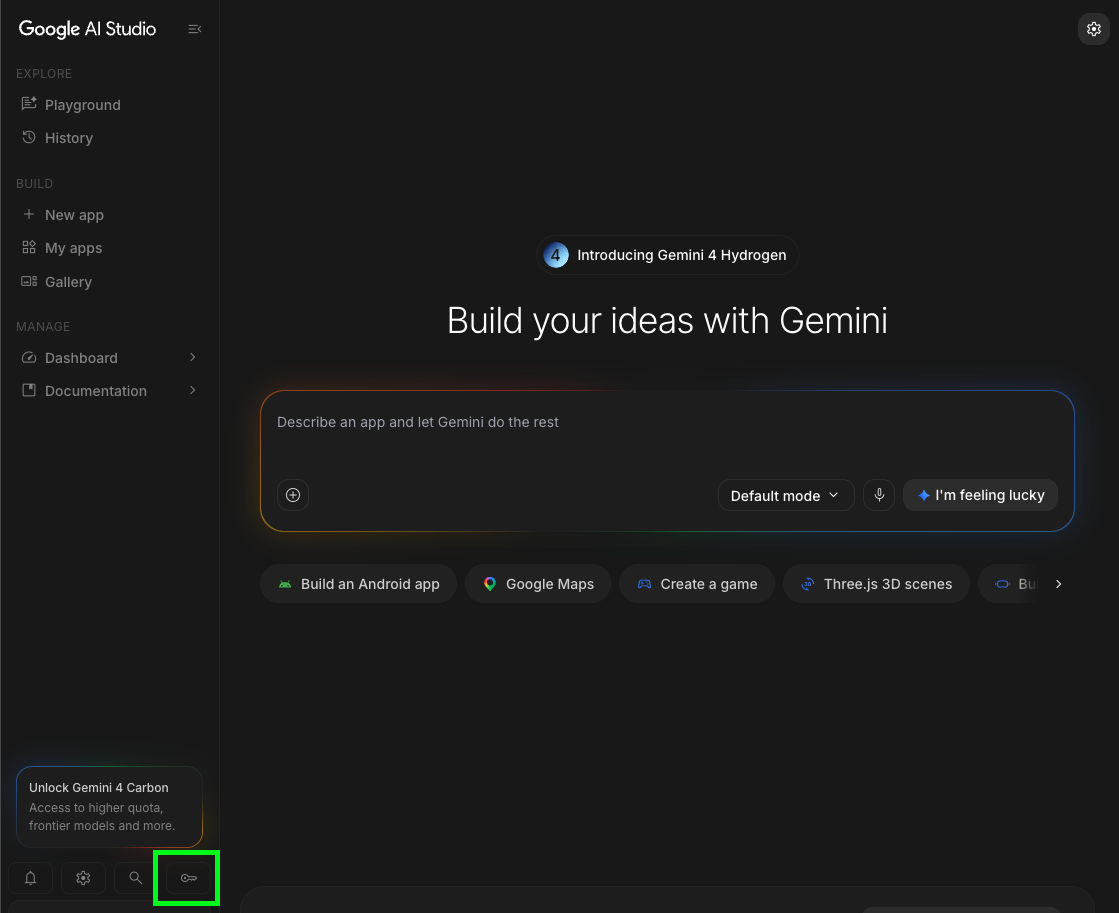 Google AI Studio
EXPLORE
Playground
History
BUILD
New app
My apps
Gallery
MANAGE
Dashboard
Documentation
Unlock Gemini 4 Carbon
Access to higher quota,
frontier models and more.
4 Introducing Gemini 4 Hydrogen
Build your ideas with Gemini
Describe an app and let Gemini do the rest
Default mode
I'm feeling lucky
Build an Android app
Google Maps
Create a game
3D Three.js 3D scenes